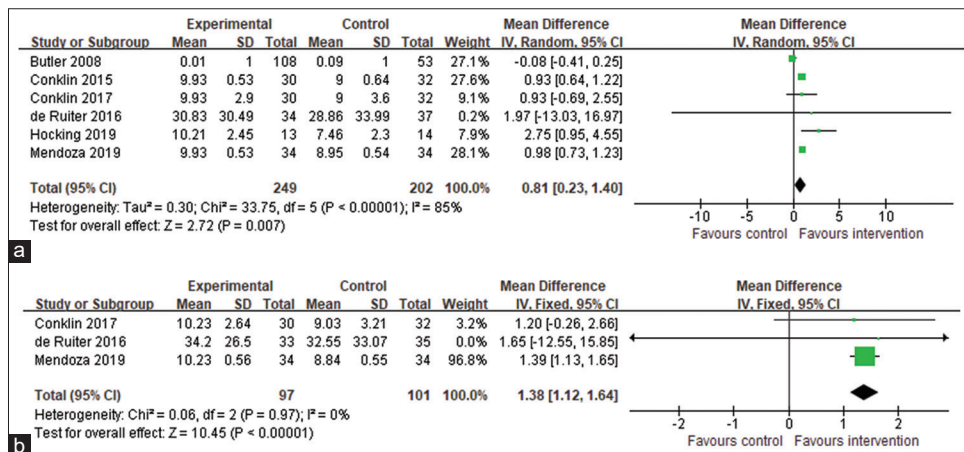 Experimental Control Mean Difference Mean Difference
Study or Subgroup Mean SD Total Mean SD Total Weight IV, Random, 95% CI IV, Random, 95% CI
Butler 2008 0.01 1 108 0.09 1 53 27.1% -0.08 [-0.41, 0.25]
Conklin 2015 9.93 0.53 30 9 0.64 32 27.6% 0.93 [0.64, 1.22]
Conklin 2017 9.93 2.9 30 9 3.6 32 9.1% 0.93 [-0.69, 2.55]
de Ruiter 2016 30.83 30.49 34 28.86 33.99 37 0.2% 1.97 [-13.03, 16.97]
Hocking 2019 10.21 2.45 13 7.46 2.3 14 7.9% 2.75 [0.95, 4.55]
Mendoza 2019 9.93 0.53 34 8.95 0.54 34 28.1% 0.98 [0.73, 1.23]
Total (95% CI) 249 202 100.0% 0.81 [0.23, 1.40]
Heterogeneity: Tau² = 0.30; Chi² = 33.75, df = 5 (P < 0.00001); I² = 85%
Test for overall effect: Z = 2.72 (P = 0.007)
-10 -5 0 5 10
Favours control Favours intervention
a
Experimental Control Mean Difference Mean Difference
Study or Subgroup Mean SD Total Mean SD Total Weight IV, Fixed, 95% CI IV, Fixed, 95% CI
Conklin 2017 10.23 2.64 30 9.03 3.21 32 3.2% 1.20 [-0.26, 2.66]
de Ruiter 2016 34.2 26.5 33 32.55 33.07 35 0.0% 1.65 [-12.55, 15.85]
Mendoza 2019 10.23 0.56 34 8.84 0.55 34 96.8% 1.39 [1.13, 1.65]
Total (95% CI) 97 101 100.0% 1.38 [1.12, 1.64]
Heterogeneity: Chi² = 0.06, df = 2 (P = 0.97); I² = 0%
Test for overall effect: Z = 10.45 (P < 0.00001)
-2 -1 0 1 2
Favours control Favours intervention
b